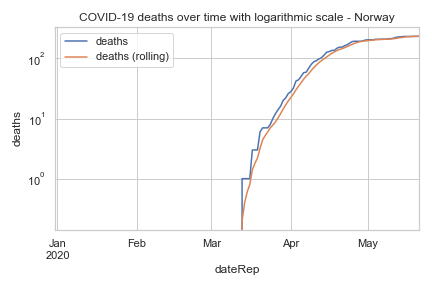 COVID-19 deaths over time with logarithmic scale - Norway
deaths
deaths (rolling)
10²
10¹
10⁰
deaths
Jan Feb Mar Apr May
2020
dateRep